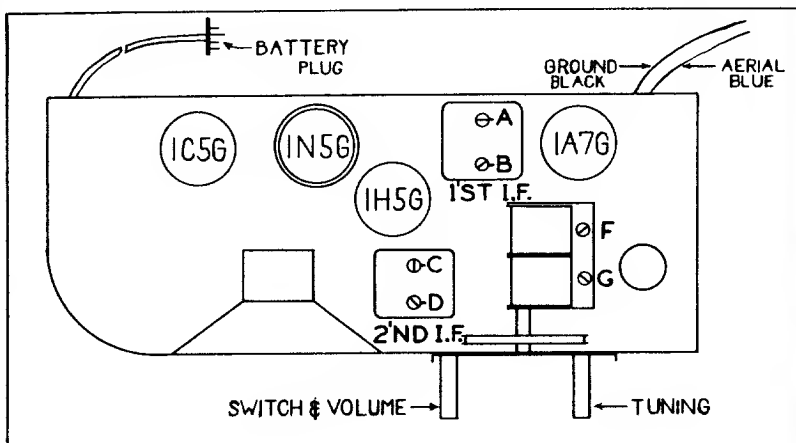 BATTERY
PLUG
GROUND
BLACK
AERIAL
BLUE
1C5G
1N5G
1H5G
A
B
1'ST I.F.
1A7G
F
G
C
D
2'ND I.F.
SWITCH & VOLUME
TUNING